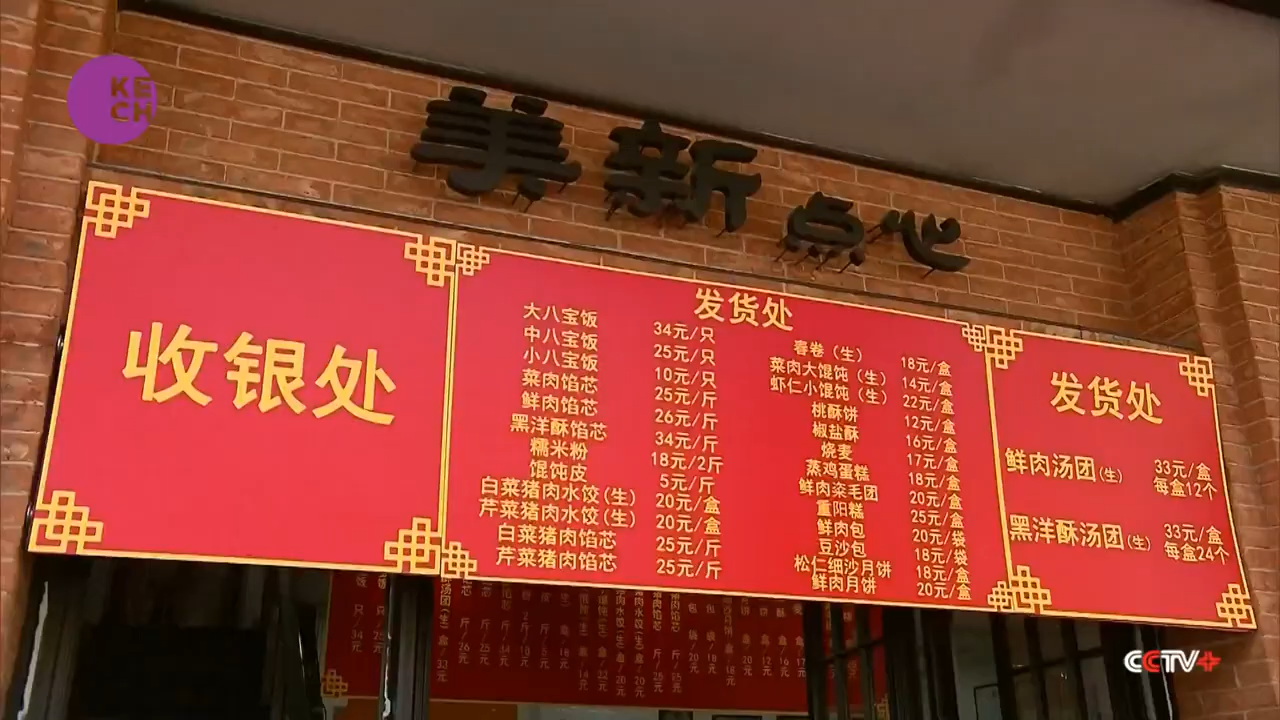 KE
CH
美新点心
收银处
发货处
大八宝饭 34元/只
中八宝饭 25元/只
小八宝饭 10元/只
菜肉馅芯 25元/斤
鲜肉馅芯 26元/斤
黑洋酥馅芯 34元/斤
糯米粉 18元/2斤
馄饨皮 5元/斤
白菜猪肉水饺(生) 20元/盒
芹菜猪肉水饺(生) 20元/盒
白菜猪肉馅芯 25元/斤
芹菜猪肉馅芯 25元/斤
春卷(生) 18元/盒
菜肉大馄饨(生) 14元/盒
虾仁小馄饨(生) 22元/盒
桃酥饼 12元/盒
椒盐酥 16元/盒
烧麦 17元/盒
蒸鸡蛋糕 18元/盒
鲜肉粢毛团 20元/盒
重阳糕 25元/盒
鲜肉包 20元/袋
豆沙包 18元/袋
松仁细沙月饼 18元/盒
鲜肉月饼 20元/盒
发货处
鲜肉汤团(生) 33元/盒
每盒12个
黑洋酥汤团(生) 33元/盒
每盒24个
CCTV+